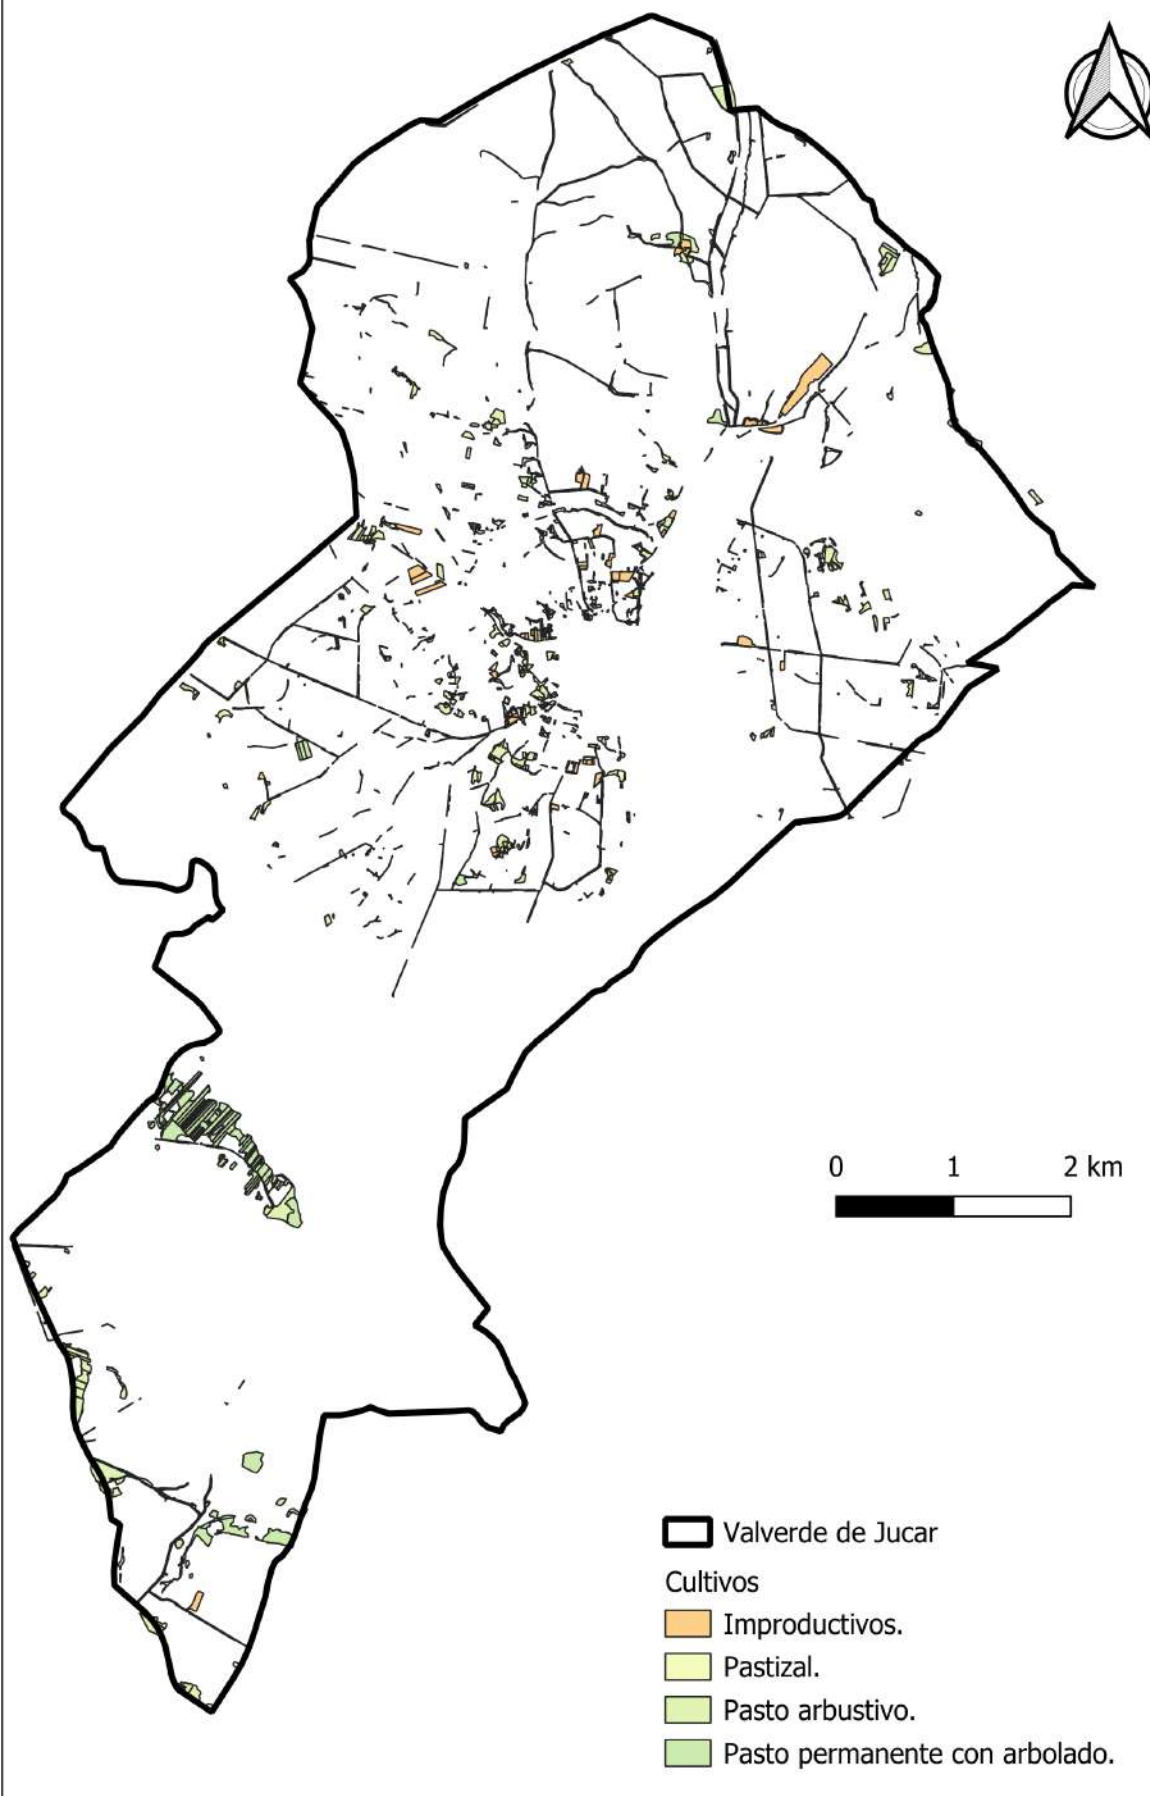 0 1 2 km
Valverde de Jucar
Cultivos
Improductivos.
Pastizal.
Pasto arbustivo.
Pasto permanente con arbolado.